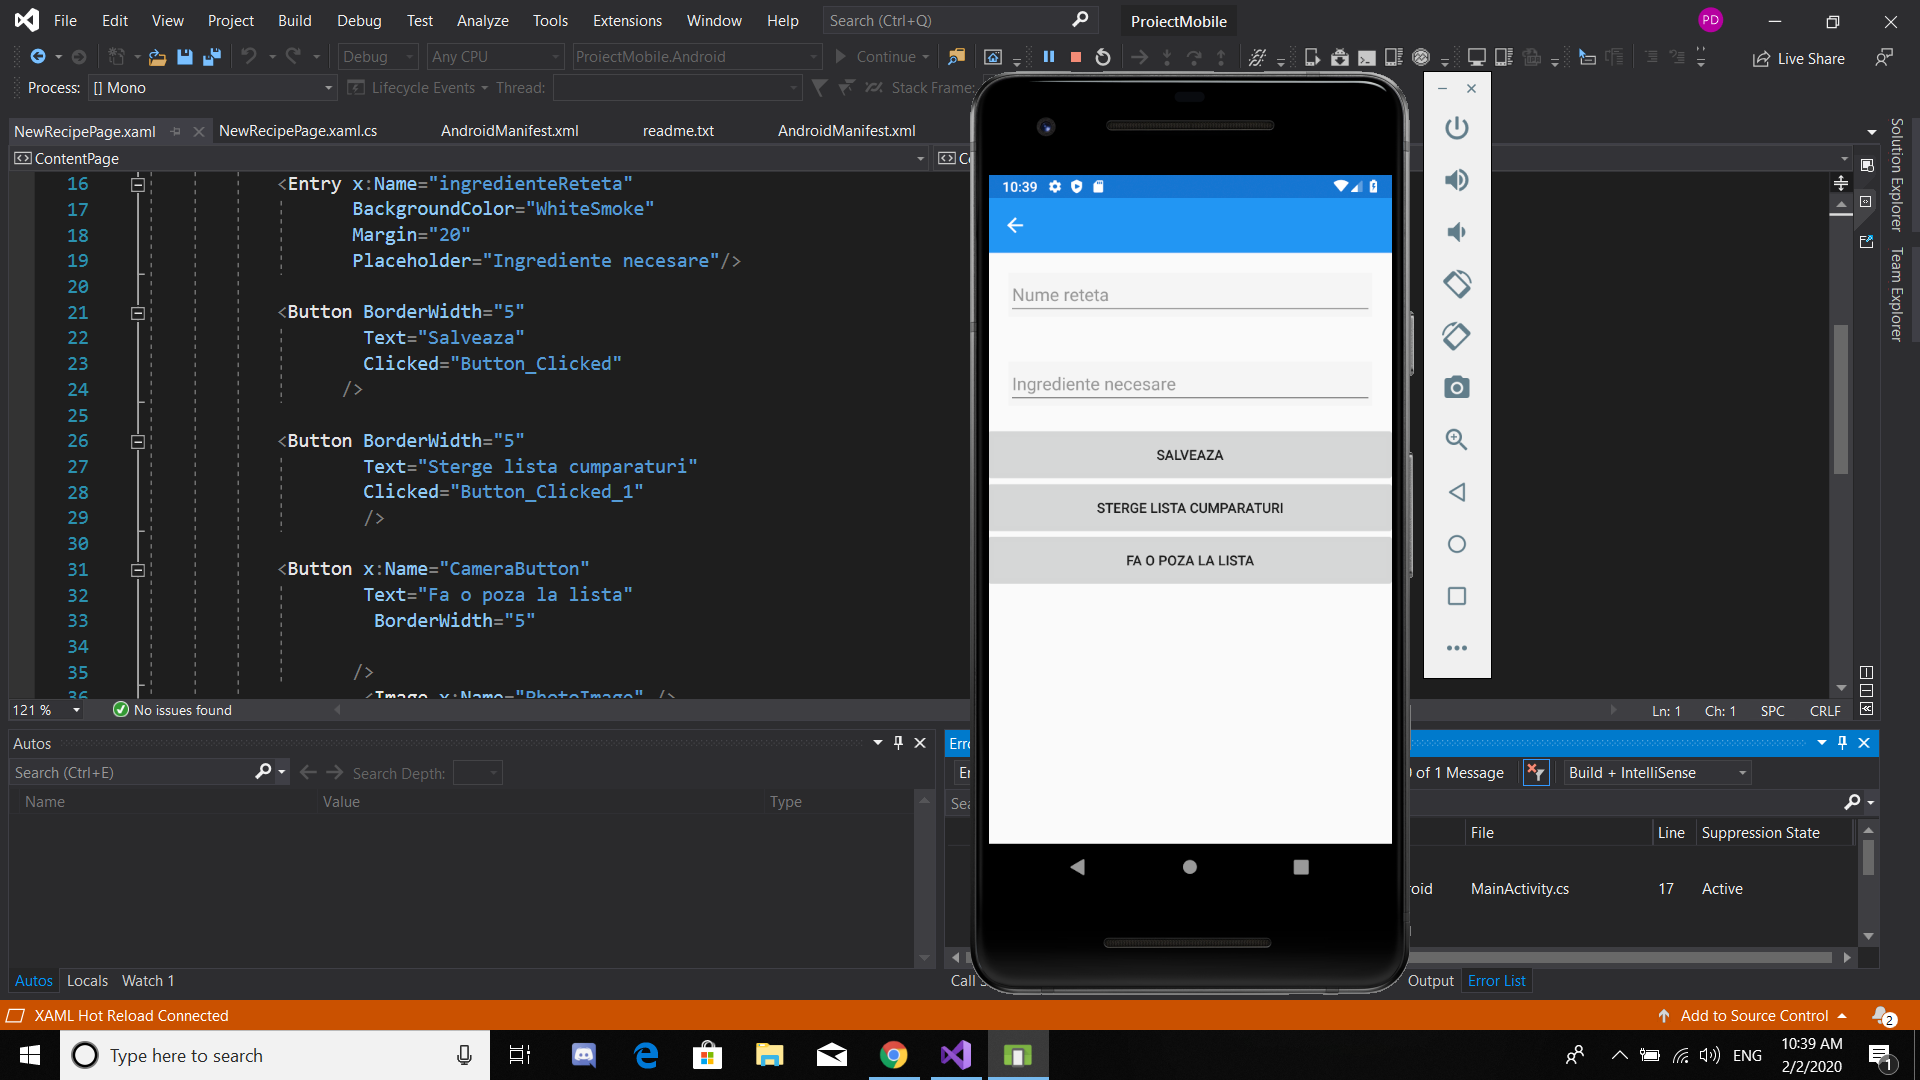 File Edit View Project Build Debug Test Analyze Tools Extensions Window Help Search (Ctrl+Q) ProiectMobile PD
Debug Any CPU ProiectMobile.Android Continue Live Share
Process: [] Mono Lifecycle Events Thread: Stack Frame:
NewRecipePage.xaml NewRecipePage.xaml.cs AndroidManifest.xml readme.txt AndroidManifest.xml
ContentPage
16 <Entry x:Name="ingredienteReteta"
17 BackgroundColor="WhiteSmoke"
18 Margin="20"
19 Placeholder="Ingrediente necesare"/>
20
21 <Button BorderWidth="5"
22 Text="Salveaza"
23 Clicked="Button_Clicked"
24 />
25
26 <Button BorderWidth="5"
27 Text="Sterge lista cumparaturi"
28 Clicked="Button_Clicked_1"
29 />
30
31 <Button x:Name="CameraButton"
32 Text="Fa o poza la lista"
33 BorderWidth="5"
34
35 />
36 <Image x:Name="PhotoImage" />
121 % No issues found Ln: 1 Ch: 1 SPC CRLF
10:39
Nume reteta
Ingrediente necesare
SALVEAZA
STERGE LISTA CUMPARATURI
FA O POZA LA LISTA
Solution Explorer
Team Explorer
Autos
Search (Ctrl+E) Search Depth:
Name Value Type
Autos Locals Watch 1
of 1 Message Build + IntelliSense
File Line Suppression State
MainActivity.cs 17 Active
Call
Output Error List
XAML Hot Reload Connected Add to Source Control 2
Type here to search ENG 10:39 AM
2/2/2020 1